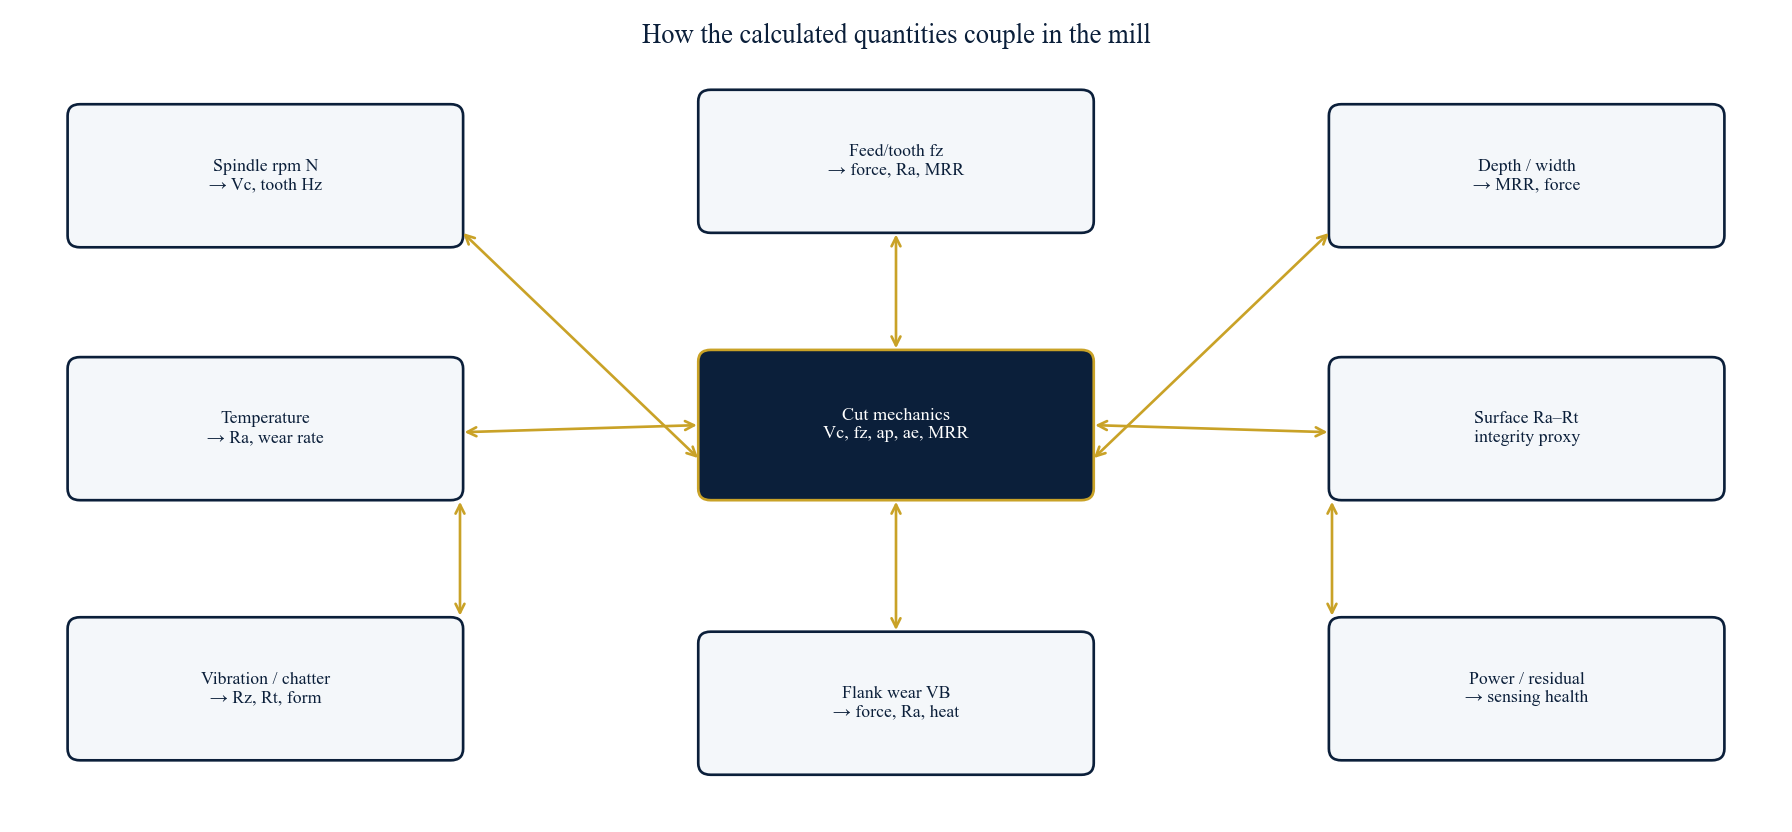 How the calculated quantities couple in the mill
Spindle rpm N
→ Vc, tooth Hz
Feed/tooth fz
→ force, Ra, MRR
Depth / width
→ MRR, force
Temperature
→ Ra, wear rate
Cut mechanics
Vc, fz, ap, ae, MRR
Surface Ra–Rt
integrity proxy
Vibration / chatter
→ Rz, Rt, form
Flank wear VB
→ force, Ra, heat
Power / residual
→ sensing health